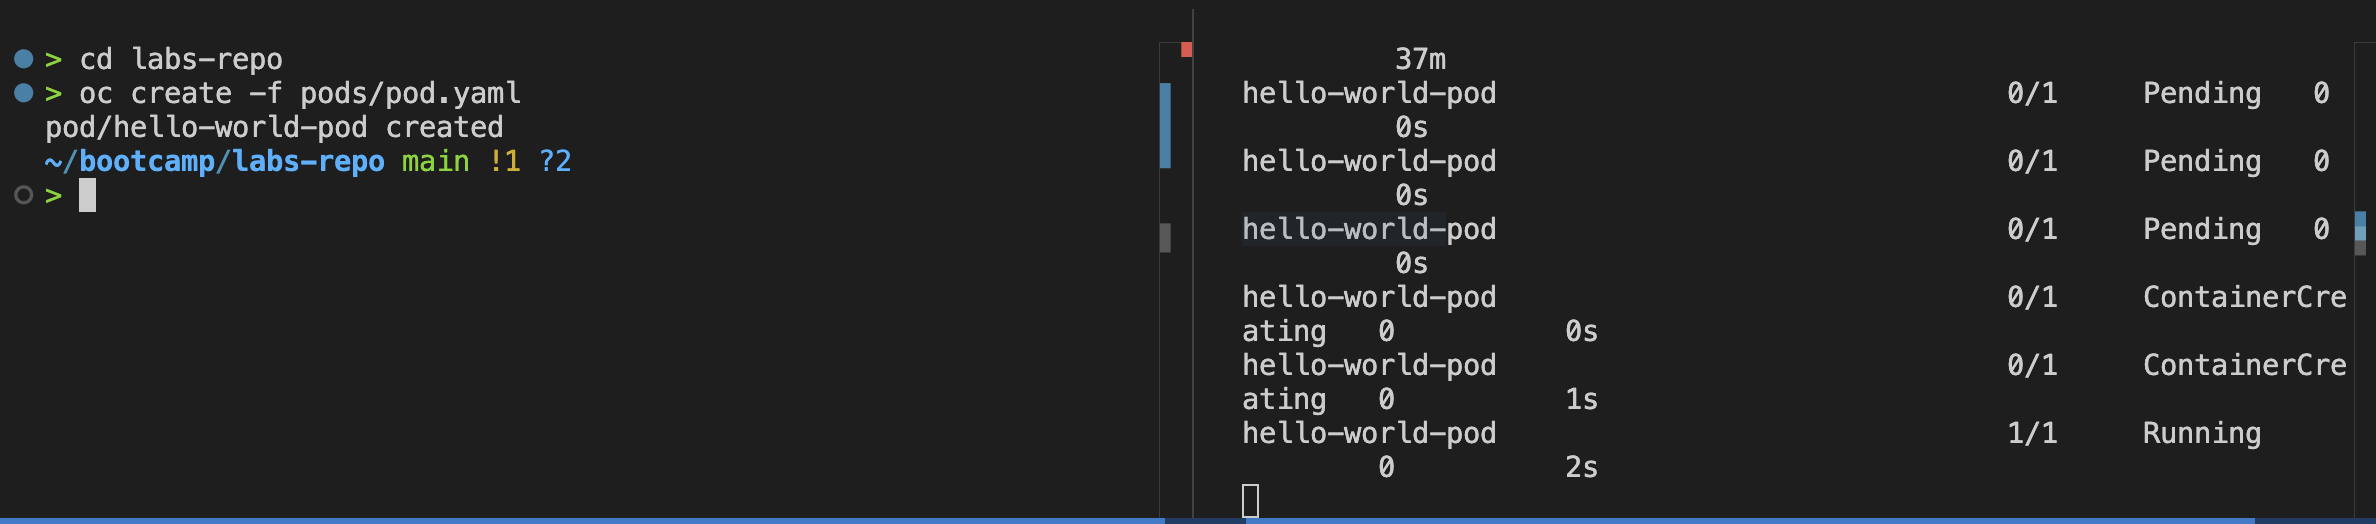 > cd labs-repo
> oc create -f pods/pod.yaml
pod/hello-world-pod created
~/bootcamp/labs-repo main !1 ?2
>
37m
hello-world-pod 0/1 Pending 0
0s
hello-world-pod 0/1 Pending 0
0s
hello-world-pod 0/1 Pending 0
0s
hello-world-pod 0/1 ContainerCre
ating 0 0s
hello-world-pod 0/1 ContainerCre
ating 0 1s
hello-world-pod 1/1 Running
0 2s